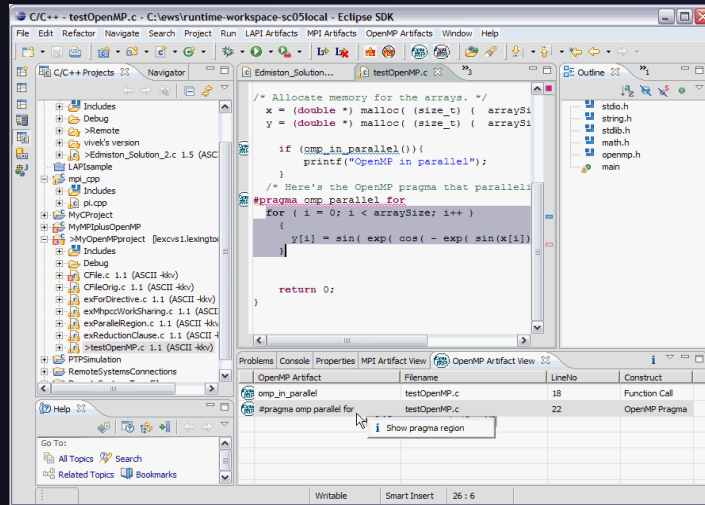 C/C++ - testOpenMP.c - C:\ews\runtime-workspace-sc05local - Eclipse SDK
File Edit Refactor Navigate Search Project Run LAPI Artifacts MPI Artifacts OpenMP Artifacts Window Help
C/C++ Projects Navigator
Includes
Debug
>Remote
vivek's version
>Edmiston_Solution_2.c 1.5 (ASC
LAPIsample
mpi_cpp
Includes
pi.cpp
MyCProject
MyMPIplusOpenMP
>MyOpenMPproject [lexcvs1.lexingto
Includes
Debug
CFile.c 1.1 (ASCII -kkv)
CFileOrig.c 1.1 (ASCII -kkv)
exForDirective.c 1.1 (ASCII -kkv)
exMhpccWorkSharing.c 1.1 (ASCII
exParallelRegion.c 1.1 (ASCII -kkv
exReductionClause.c 1.1 (ASCII -k
>testOpenMP.c 1.1 (ASCII -kkv)
PTPSimulation
RemoteSystemsConnections
Edmiston_Solution... testOpenMP.c »3
/* Allocate memory for the arrays. */
x = (double *) malloc( (size_t) ( arraySi
y = (double *) malloc( (size_t) ( arraySi
if (omp_in_parallel()){
printf("OpenMP in parallel");
}
/* Here's the OpenMP pragma that paralleli
#pragma omp parallel for
for ( i = 0; i < arraySize; i++ )
{
y[i] = sin( exp( cos( - exp( sin(x[i])
}
return 0;
}
Outline »1
stdio.h
string.h
stdlib.h
math.h
openmp.h
main
Help
Go To:
All Topics Search
Related Topics Bookmarks
Problems Console Properties MPI Artifact View OpenMP Artifact View
OpenMP Artifact Filename LineNo Construct
omp_in_parallel testOpenMP.c 18 Function Call
#pragma omp parallel for testOpenMP.c 22 OpenMP Pragma
Show pragma region
Writable Smart Insert 26 : 6